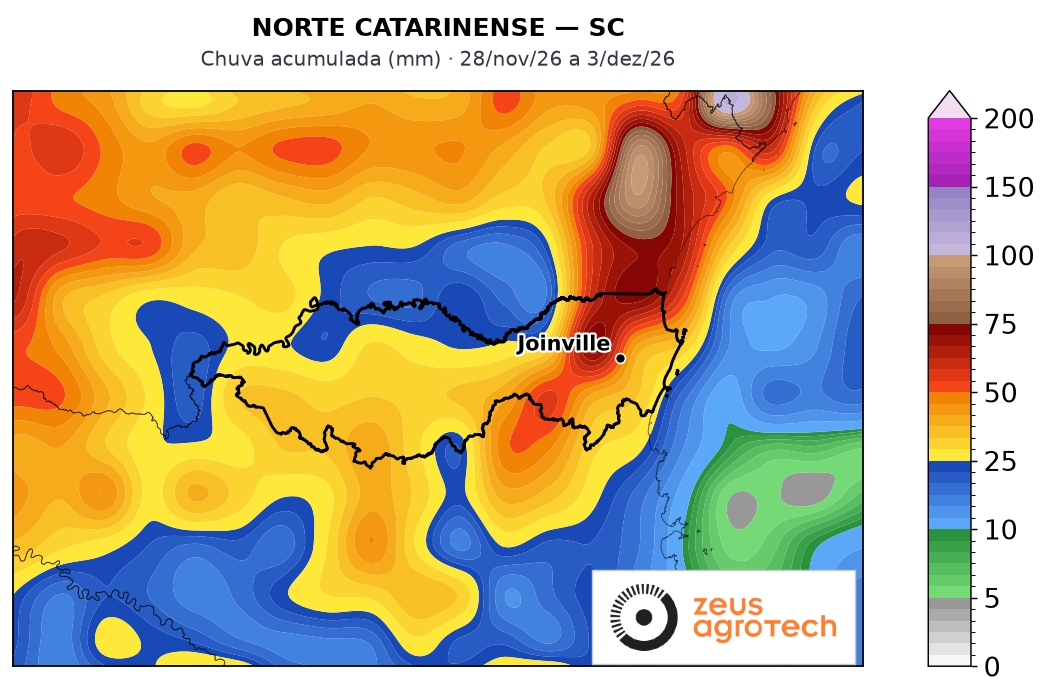 NORTE CATARINENSE — SC
Chuva acumulada (mm) · 28/nov/26 a 3/dez/26
200
150
100
75
50
25
10
5
0
Joinville
zeus
agrotech